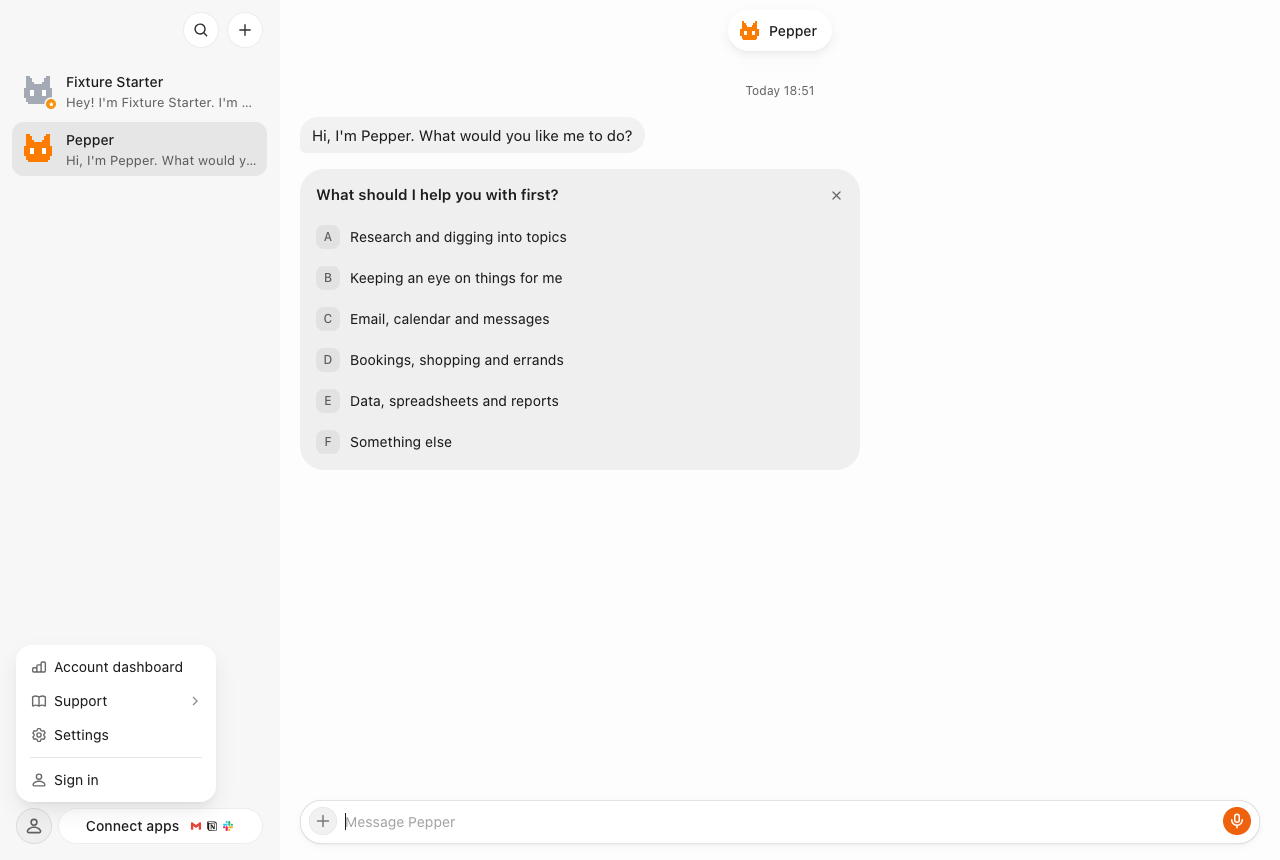 Fixture Starter
Hey! I'm Fixture Starter. I'm ...
Pepper
Hi, I'm Pepper. What would y...
Account dashboard
Support
Settings
Sign in
Connect apps
Pepper
Today 18:51
Hi, I'm Pepper. What would you like me to do?
What should I help you with first?
A Research and digging into topics
B Keeping an eye on things for me
C Email, calendar and messages
D Bookings, shopping and errands
E Data, spreadsheets and reports
F Something else
Message Pepper